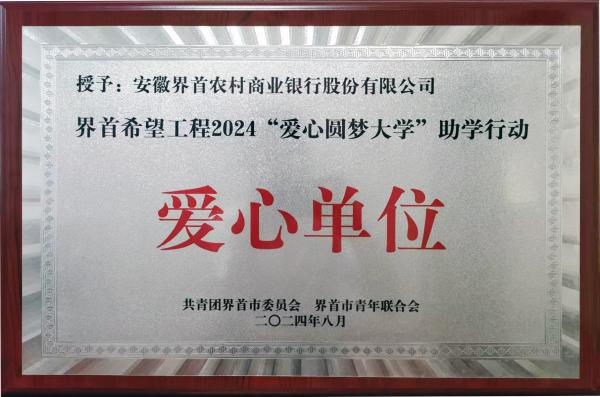 授予：安徽界首农村商业银行股份有限公司
界首希望工程2024“爱心圆梦大学”助学行动
爱心单位
共青团界首市委员会 界首市青年联合会
二〇二四年八月